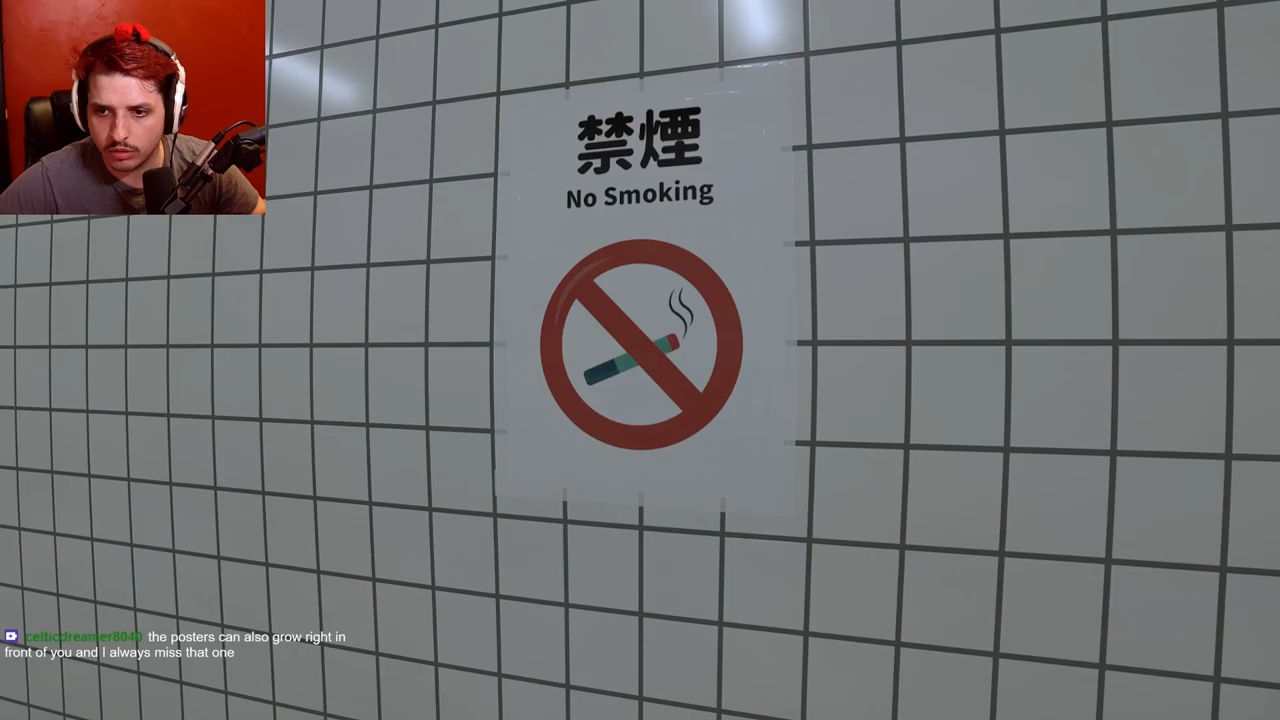 禁煙
No Smoking
celticdreamer8040 the posters can also grow right in
front of you and I always miss that one